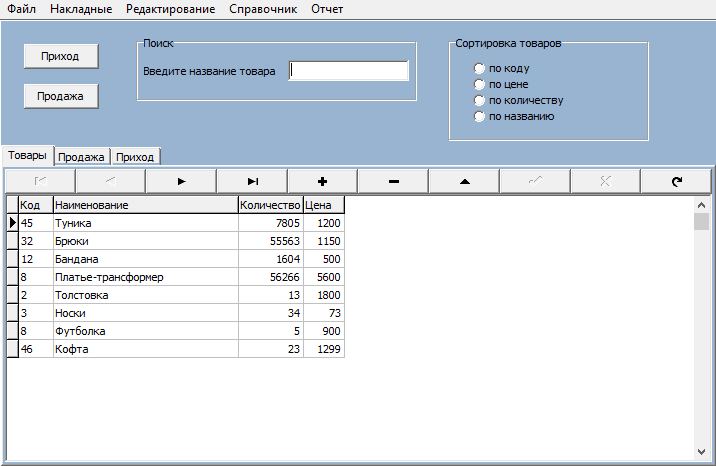 Файл Накладные Редактирование Справочник Отчет
Приход
Продажа
Поиск
Введите название товара
Сортировка товаров
по коду
по цене
по количеству
по названию
Товары Продажа Приход
Код Наименование Количество Цена
45 Туника 7805 1200
32 Брюки 55563 1150
12 Бандана 1604 500
8 Платье-трансформер 56266 5600
2 Толстовка 13 1800
3 Носки 34 73
8 Футболка 5 900
46 Кофта 23 1299